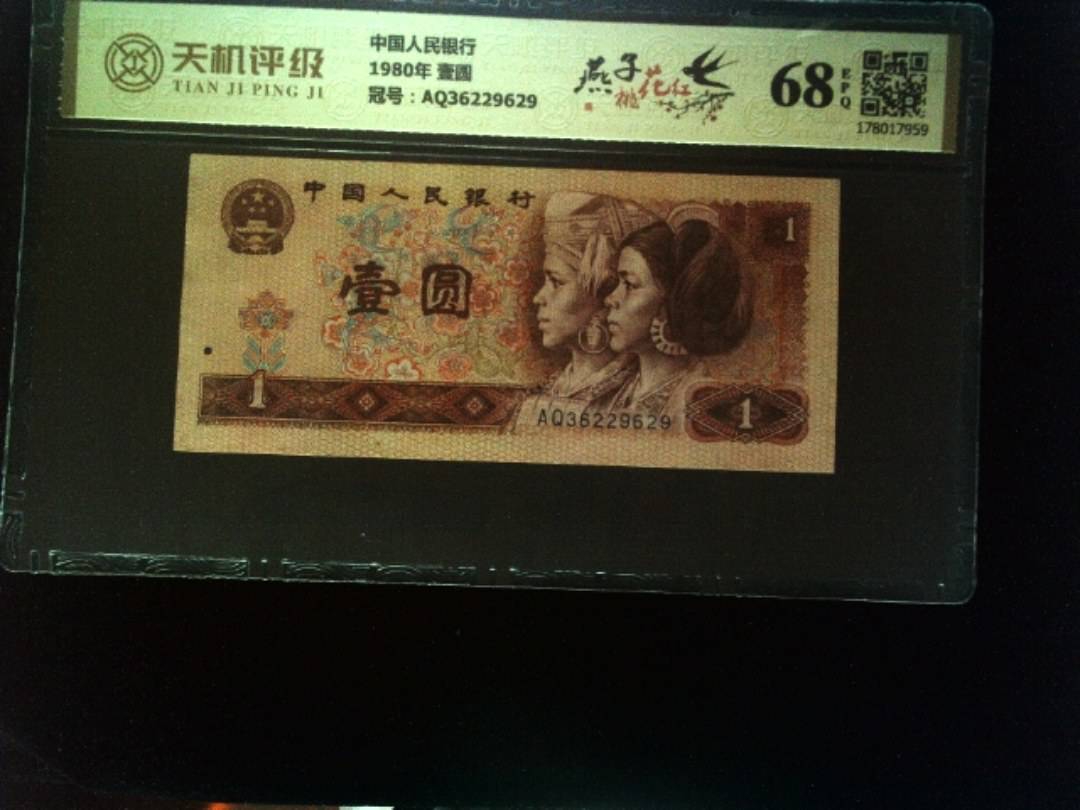 天机评级
TIAN JI PING JI
中国人民银行
1980年 壹圆
冠号：AQ36229629
燕子
桃花红
68
EPQ
178017959
中国人民银行
1
壹圆
1
AQ36229629
1